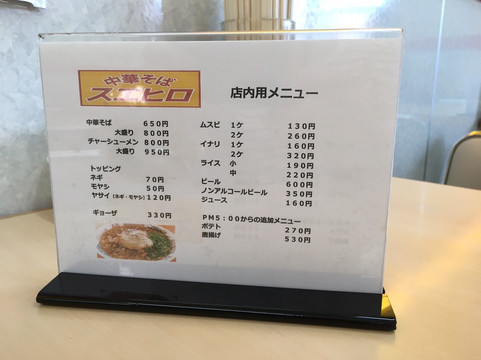 中華そば
スエヒロ
店内用メニュー
中華そば 650円
大盛り 800円
チャーシューメン 800円
大盛り 950円
トッピング
ネギ 70円
モヤシ 50円
ヤサイ(ネギ・モヤシ) 120円
ギョーザ 330円
ムスビ 1ケ 130円
2ケ 260円
イナリ 1ケ 160円
2ケ 320円
ライス 小 190円
中 220円
ビール 600円
ノンアルコールビール 350円
ジュース 160円
PM5:00からの追加メニュー
ポテト 270円
唐揚げ 530円